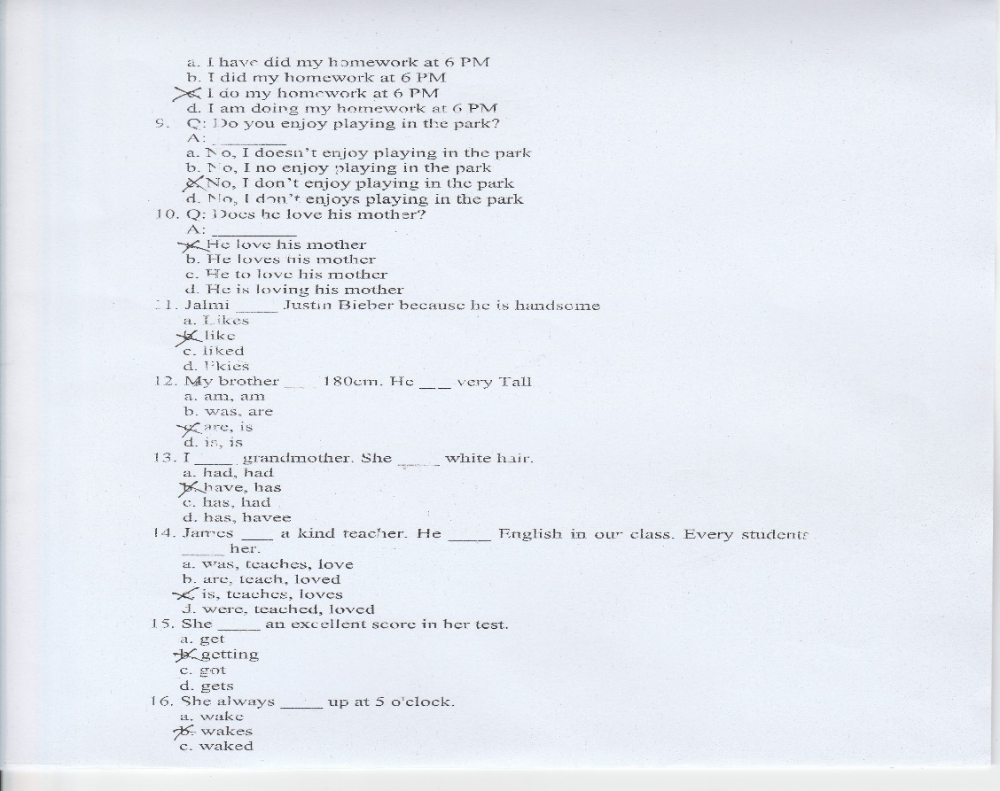 a. I have did my homework at 6 PM
b. I did my homework at 6 PM
I do my homework at 6 PM
d. I am doing my homework at 6 PM
9. Q: Do you enjoy playing in the park?
A: ________
a. No, I doesn't enjoy playing in the park
b. No, I no enjoy playing in the park
c. No, I don't enjoy playing in the park
d. No, I don't enjoys playing in the park
10. Q: Does he love his mother?
A: ________
a. He love his mother
b. He loves his mother
c. He to love his mother
d. He is loving his mother
11. Jalmi _____ Justin Bieber because he is handsome
a. Likes
b. like
c. liked
d. likies
12. My brother ____ 180cm. He ____ very Tall
a. am, am
b. was, are
c. are, is
d. is, is
13. I _____ grandmother. She _____ white hair.
a. had, had
b. have, has
c. has, had
d. has, havee
14. James ____ a kind teacher. He _____ English in our class. Every students
_____ her.
a. was, teaches, love
b. are, teach, loved
c. is, teaches, loves
d. were, teached, loved
15. She _____ an excellent score in her test.
a. get
b. getting
c. got
d. gets
16. She always _____ up at 5 o'clock.
a. wake
b. wakes
c. waked